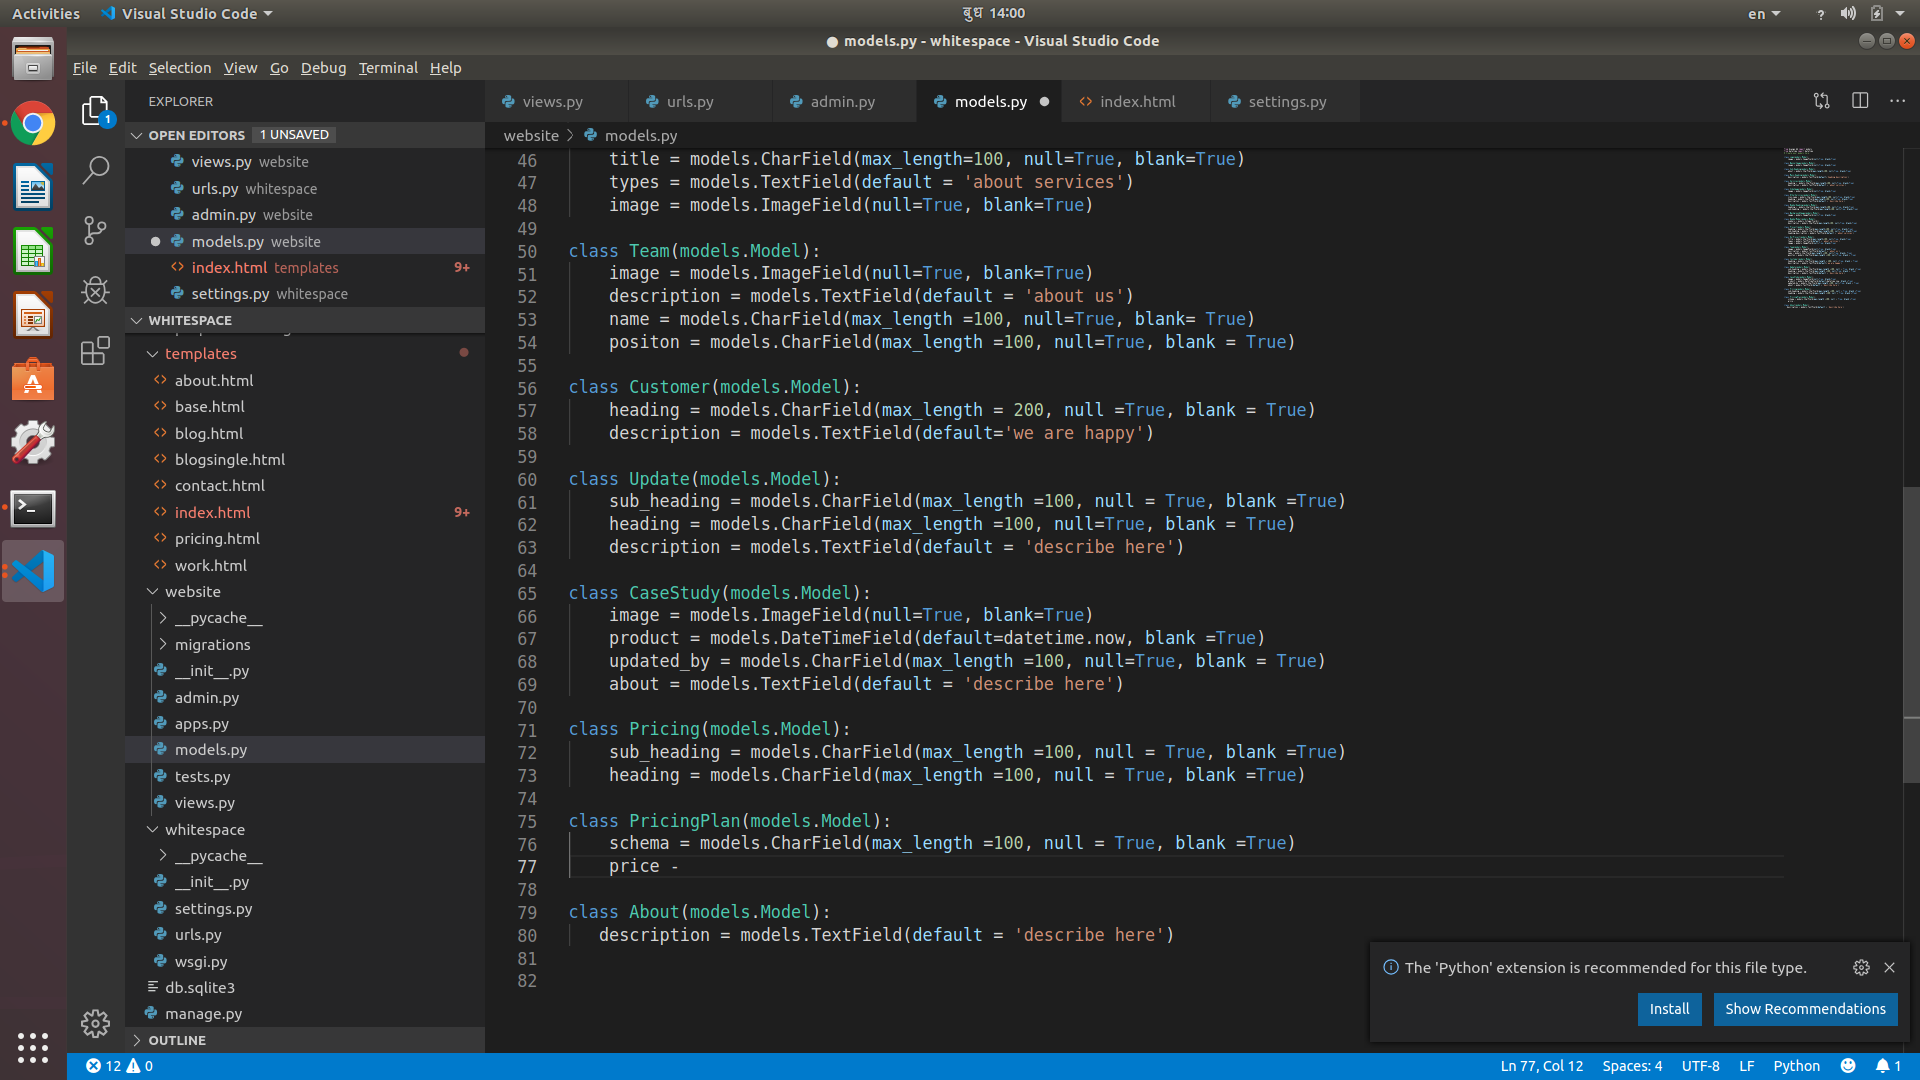 Activities
Visual Studio Code
बुध 14:00
en
?
● models.py - whitespace - Visual Studio Code
File Edit Selection View Go Debug Terminal Help
1
EXPLORER
OPEN EDITORS 1 UNSAVED
views.py website
urls.py whitespace
admin.py website
models.py website
index.html templates 9+
settings.py whitespace
WHITESPACE
templates
about.html
base.html
blog.html
blogsingle.html
contact.html
index.html 9+
pricing.html
work.html
website
__pycache__
migrations
__init__.py
admin.py
apps.py
models.py
tests.py
views.py
whitespace
__pycache__
__init__.py
settings.py
urls.py
wsgi.py
db.sqlite3
manage.py
OUTLINE
views.py urls.py admin.py models.py index.html settings.py
website > models.py
46 title = models.CharField(max_length=100, null=True, blank=True)
47 types = models.TextField(default = 'about services')
48 image = models.ImageField(null=True, blank=True)
49
50 class Team(models.Model):
51 image = models.ImageField(null=True, blank=True)
52 description = models.TextField(default = 'about us')
53 name = models.CharField(max_length =100, null=True, blank= True)
54 positon = models.CharField(max_length =100, null=True, blank = True)
55
56 class Customer(models.Model):
57 heading = models.CharField(max_length = 200, null =True, blank = True)
58 description = models.TextField(default='we are happy')
59
60 class Update(models.Model):
61 sub_heading = models.CharField(max_length =100, null = True, blank =True)
62 heading = models.CharField(max_length =100, null=True, blank = True)
63 description = models.TextField(default = 'describe here')
64
65 class CaseStudy(models.Model):
66 image = models.ImageField(null=True, blank=True)
67 product = models.DateTimeField(default=datetime.now, blank =True)
68 updated_by = models.CharField(max_length =100, null=True, blank = True)
69 about = models.TextField(default = 'describe here')
70
71 class Pricing(models.Model):
72 sub_heading = models.CharField(max_length =100, null = True, blank =True)
73 heading = models.CharField(max_length =100, null = True, blank =True)
74
75 class PricingPlan(models.Model):
76 schema = models.CharField(max_length =100, null = True, blank =True)
77 price -
78
79 class About(models.Model):
80 description = models.TextField(default = 'describe here')
81
82
The 'Python' extension is recommended for this file type.
Install
Show Recommendations
12 0
Ln 77, Col 12 Spaces: 4 UTF-8 LF Python 1